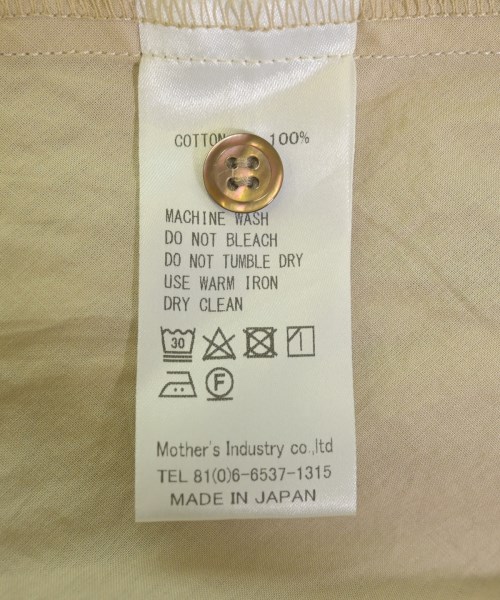 COTTON 100%
MACHINE WASH
DO NOT BLEACH
DO NOT TUMBLE DRY
USE WARM IRON
DRY CLEAN
30
F
Mother's Industry co.,ltd
TEL 81(0)6-6537-1315
MADE IN JAPAN